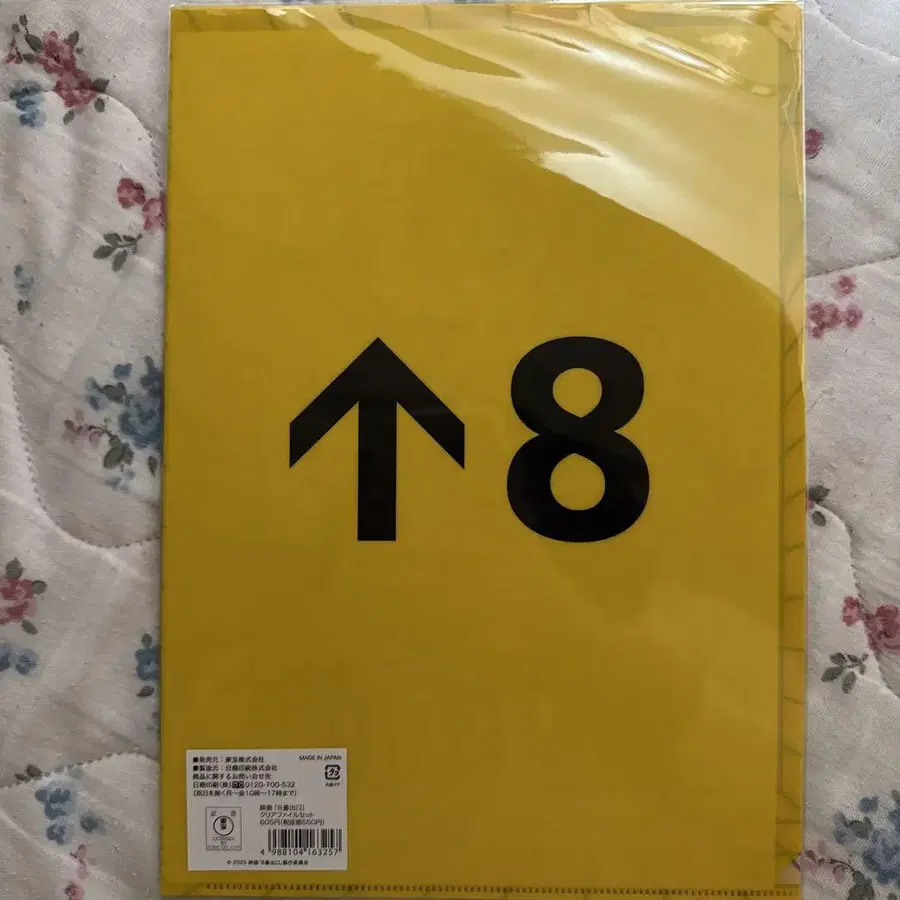 ↑8
■発売元：東宝株式会社
MADE IN JAPAN
■製造元：日商印刷株式会社
商品に関するお問い合せ先
日商印刷(株) 0120-700-532
(祝日を除く月〜金10時〜17時まで)
映画「8番出口」
クリアファイルセット
605円(税抜価550円)
4 988104 163257
© 2025 映画「8番出口」製作委員会